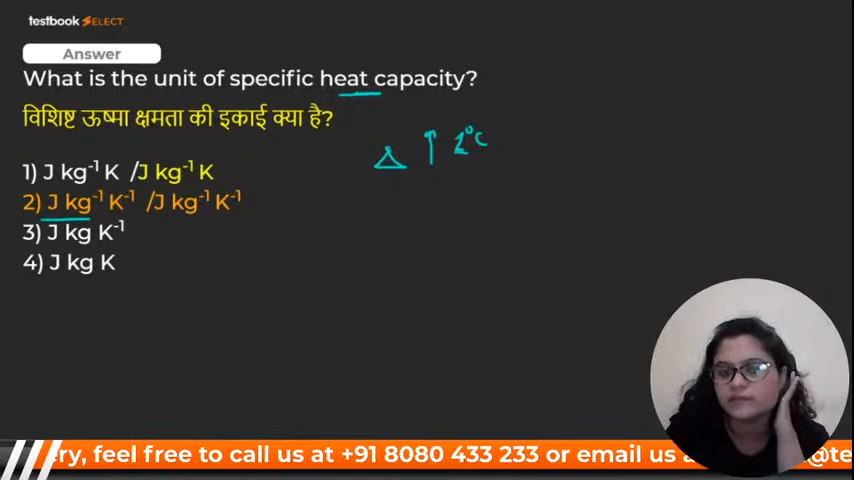 testbook SELECT
Answer
What is the unit of specific heat capacity?
विशिष्ट ऊष्मा क्षमता की इकाई क्या है?
1) J kg⁻¹ K /J kg⁻¹ K
2) J kg⁻¹ K⁻¹ /J kg⁻¹ K⁻¹
3) J kg K⁻¹
4) J kg K
ery, feel free to call us at +91 8080 433 233 or email us a @te